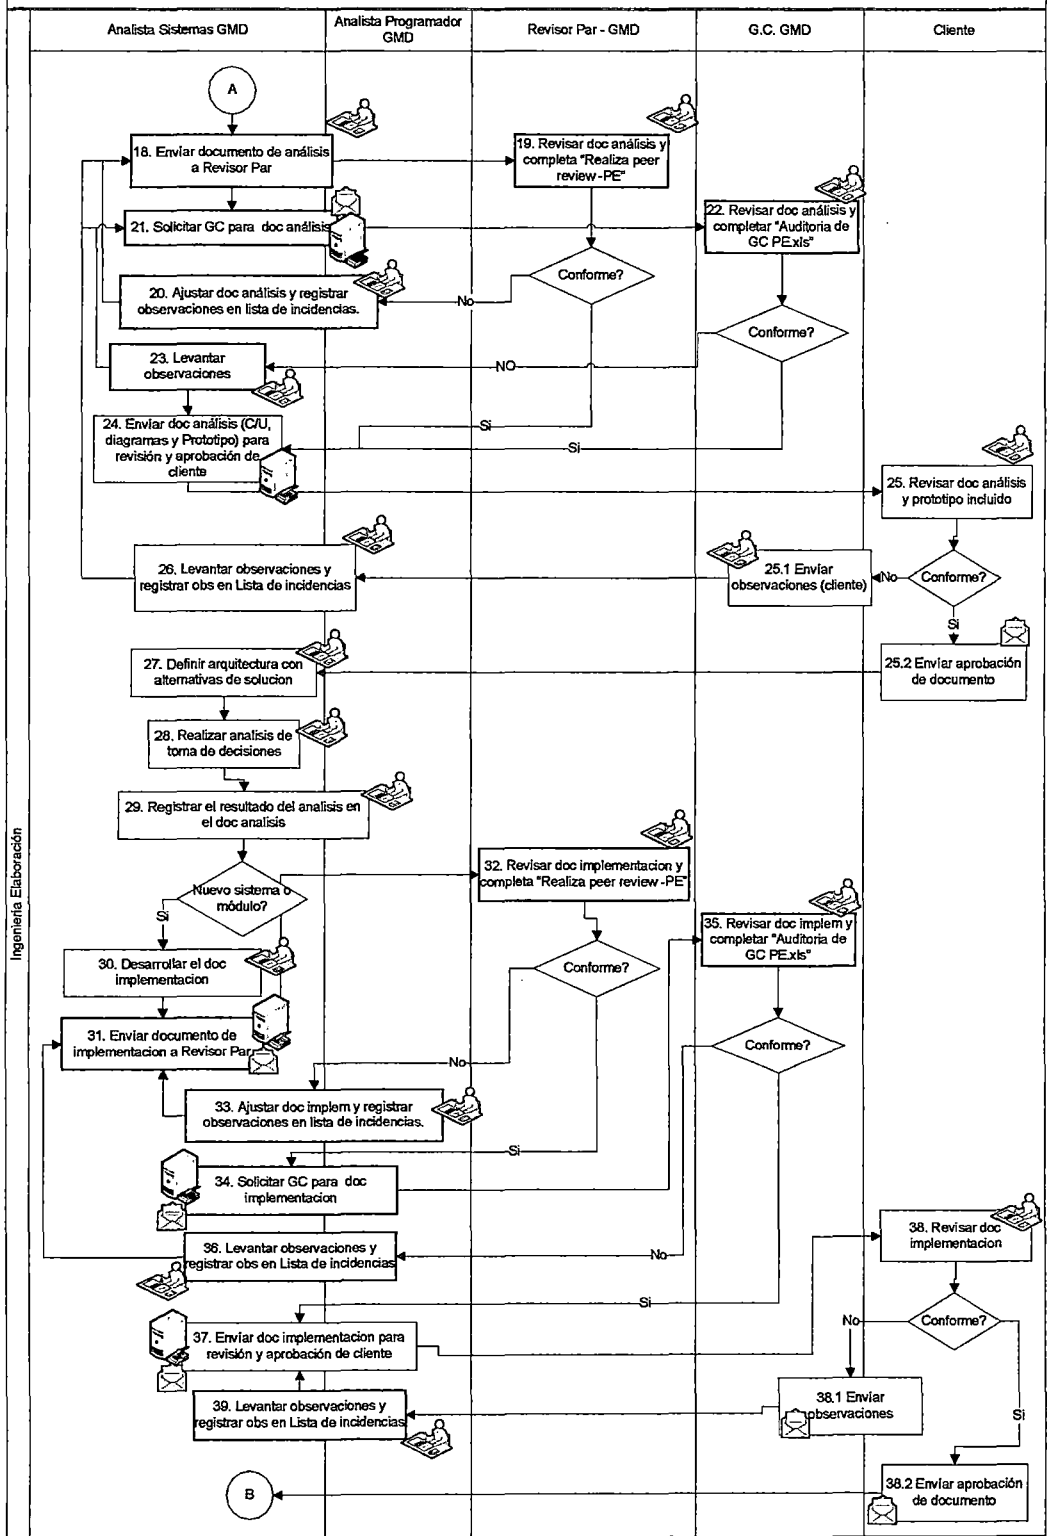 Analista Sistemas GMD
Analista Programador
GMD
Revisor Par - GMD
G.C. GMD
Cliente
Ingeniería Elaboración
A
18. Enviar documento de análisis
a Revisor Par
19. Revisar doc análisis y
completa "Realiza peer
review-PE"
21. Solicitar GC para doc análisis
22. Revisar doc análisis y
completar "Auditoria de
GC PE.xls"
Conforme?
20. Ajustar doc análisis y registrar
observaciones en lista de incidencias.
No
Conforme?
23. Levantar
observaciones
NO
24. Enviar doc análisis (C/U,
diagramas y Prototipo) para
revisión y aprobación de
cliente
Si
Si
25. Revisar doc análisis
y prototipo incluido
26. Levantar observaciones y
registrar obs en Lista de incidencias
25.1 Enviar
observaciones (cliente)
No
Conforme?
Si
27. Definir arquitectura con
alternativas de solucion
25.2 Enviar aprobación
de documento
28. Realizar analisis de
toma de decisiones
29. Registrar el resultado del analisis en
el doc analisis
32. Revisar doc implementacion y
completa "Realiza peer review-PE"
Nuevo sistema o
módulo?
Si
35. Revisar doc implem y
completar "Auditoria de
GC PE.xls"
30. Desarrollar el doc
implementacion
Conforme?
31. Enviar documento de
implementacion a Revisor Par
Conforme?
No
33. Ajustar doc implem y registrar
observaciones en lista de incidencias.
Si
34. Solicitar GC para doc
implementacion
36. Levantar observaciones y
registrar obs en Lista de incidencias
No
38. Revisar doc
implementacion
Si
37. Enviar doc implementacion para
revisión y aprobación de cliente
No
Conforme?
39. Levantar observaciones y
registrar obs en Lista de incidencias
38.1 Enviar
observaciones
Si
B
38.2 Enviar aprobación
de documento